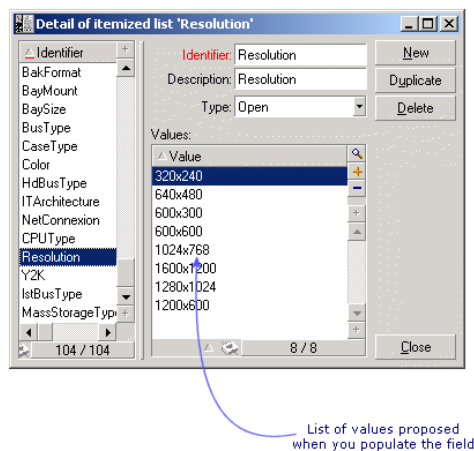 Detail of itemized list 'Resolution'
Identifier
BakFormat
BayMount
BaySize
BusType
CaseType
Color
HdBusType
ITArchitecture
NetConnexion
CPUType
Resolution
Y2K
IstBusType
MassStorageType
104 / 104
Identifier: Resolution
Description: Resolution
Type: Open
Values:
Value
320x240
640x480
600x300
600x600
1024x768
1600x1200
1280x1024
1200x600
8 / 8
New
Duplicate
Delete
Close
List of values proposed
when you populate the field